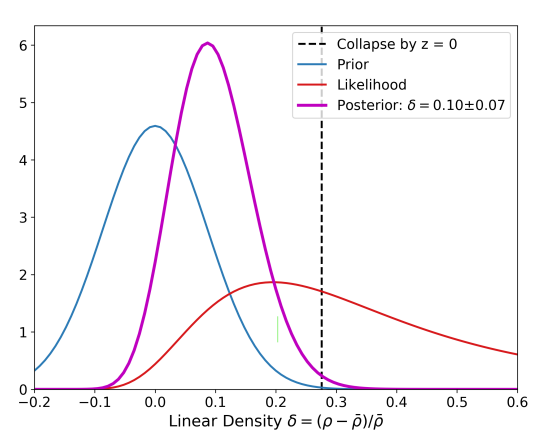 Collapse by z = 0
Prior
Likelihood
Posterior: δ = 0.10±0.07
6
5
4
3
2
1
0
−0.2 −0.1 0.0 0.1 0.2 0.3 0.4 0.5 0.6
Linear Density δ = (ρ − ρ̄)/ρ̄